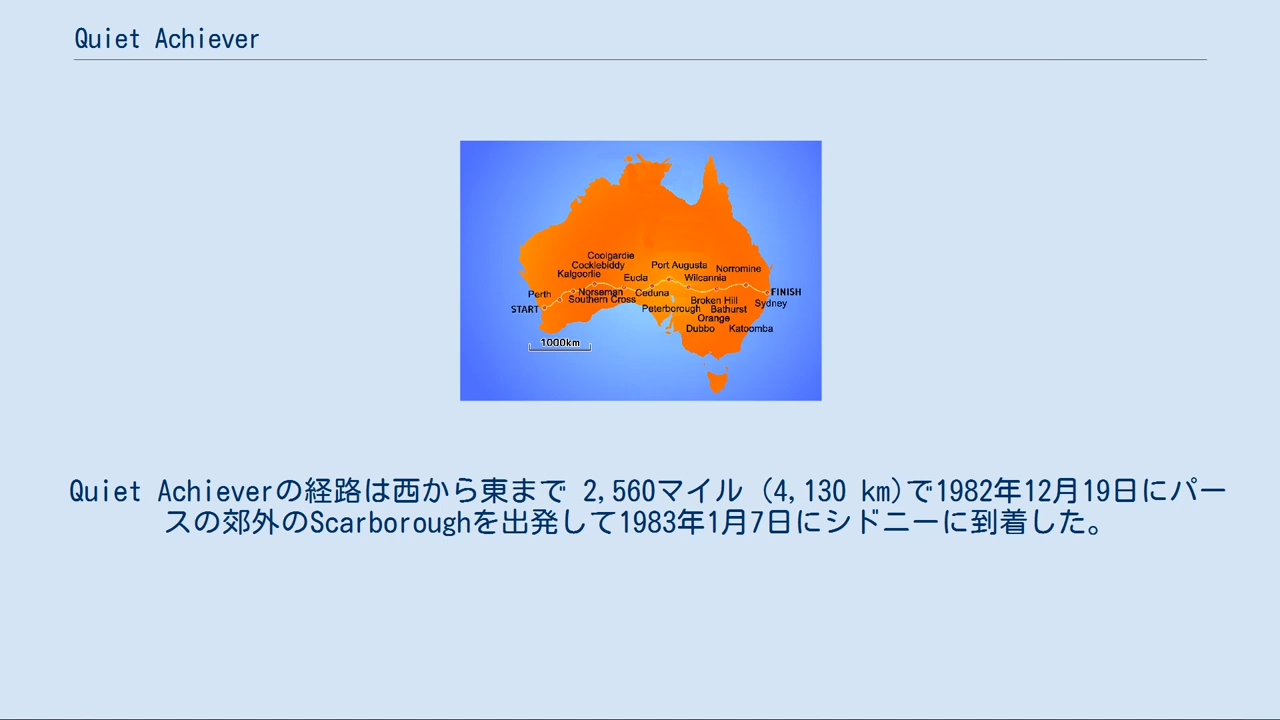 Quiet Achiever
Coolgardie
Cocklebiddy
Port Augusta
Norromine
Kalgoorlie
Eucla
Wilcannia
Perth
Norseman
Ceduna
FINISH
Southern Cross
Broken Hill
Sydney
START
Peterborough
Bathurst
Orange
Dubbo
Katoomba
1000km
Quiet Achieverの経路は西から東まで 2,560マイル (4,130 km)で1982年12月19日にパー
スの郊外のScarboroughを出発して1983年1月7日にシドニーに到着した。